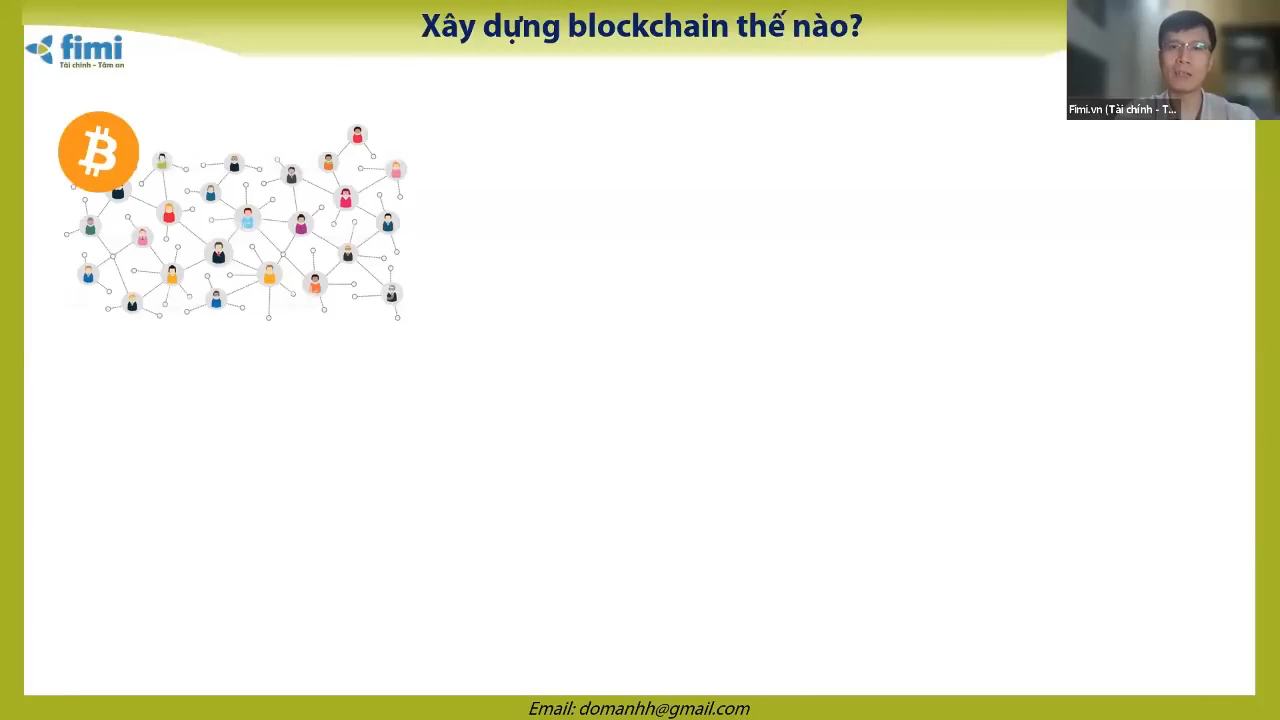 Xây dựng blockchain thế nào?
fimi
Tài chính - Tâm an
Fimi.vn (Tài chính - T...
Email: domanhh@gmail.com